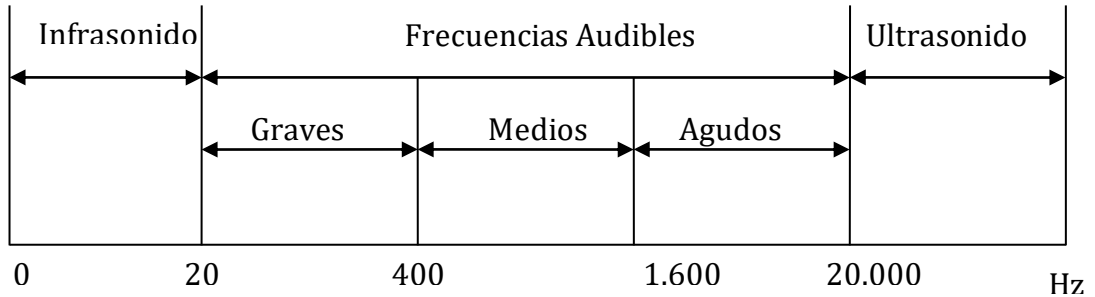 Infrasonido Frecuencias Audibles Ultrasonido
Graves Medios Agudos
0 20 400 1.600 20.000 Hz